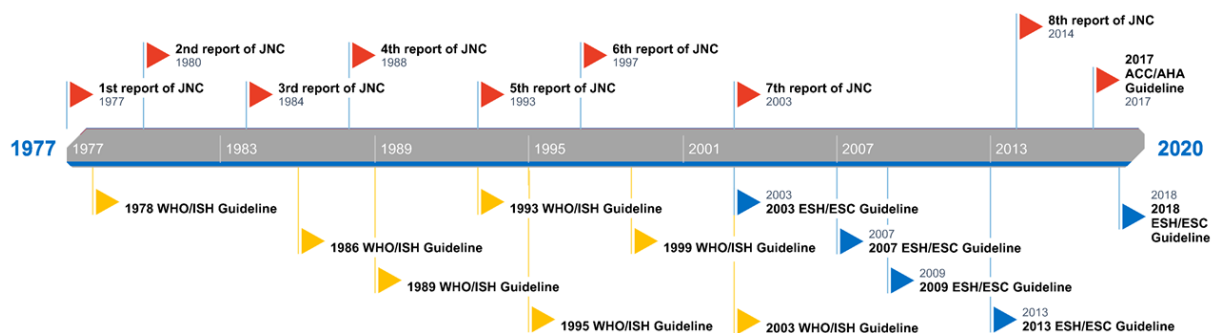 8th report of JNC
2014
2nd report of JNC
1980
4th report of JNC
1988
6th report of JNC
1997
2017
ACC/AHA
Guideline
2017
1st report of JNC
1977
3rd report of JNC
1984
5th report of JNC
1993
7th report of JNC
2003
1977
1977
1983
1989
1995
2001
2007
2013
2020
1978 WHO/ISH Guideline
1993 WHO/ISH Guideline
2003
2003 ESH/ESC Guideline
2018
2018
ESH/ESC
Guideline
1986 WHO/ISH Guideline
1999 WHO/ISH Guideline
2007
2007 ESH/ESC Guideline
1989 WHO/ISH Guideline
2009
2009 ESH/ESC Guideline
1995 WHO/ISH Guideline
2003 WHO/ISH Guideline
2013
2013 ESH/ESC Guideline